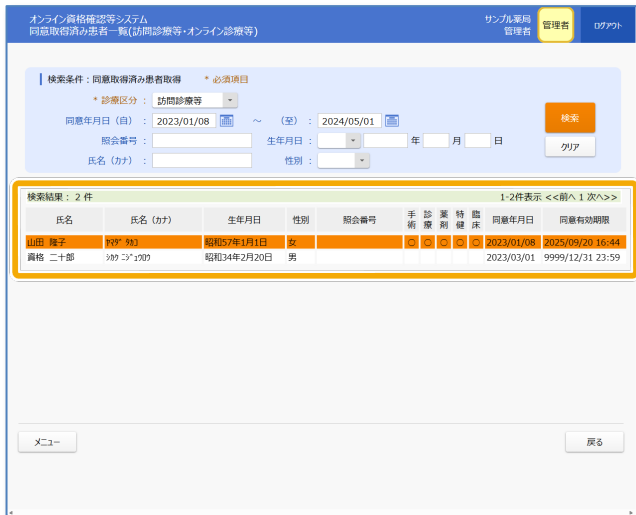 オンライン資格確認等システム
同意取得済み患者一覧(訪問診療等・オンライン診療等)
サンプル薬局
管理者
管理者
ログアウト
検索条件：同意取得済み患者取得 * 必須項目
* 診療区分 ： 訪問診療等
同意年月日（自） ： 2023/01/08 ～ （至） ： 2024/05/01
検索
照会番号 ： 生年月日 ： 年 月 日
クリア
氏名（カナ） ： 性別 ：
検索結果： 2 件 1-2件表示 <<前へ 1 次へ>>
氏名 氏名（カナ） 生年月日 性別 照会番号 手術 診療 薬剤 特健 臨床 同意年月日 同意有効期限
山田 隆子 ﾔﾏﾀﾞ ﾀｶｺ 昭和57年1月1日 女 ○ ○ ○ ○ ○ 2023/01/08 2025/09/20 16:44
資格 二十郎 ｼｶｸ ﾆｼﾞｭｳﾛｳ 昭和34年2月20日 男 2023/03/01 9999/12/31 23:59
メニュー
戻る